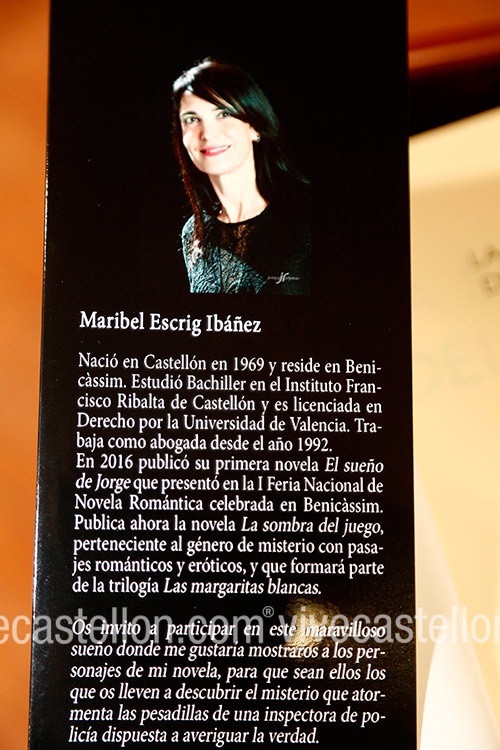 Maribel Escrig Ibáñez
Nació en Castellón en 1969 y reside en Beni-
càssim. Estudió Bachiller en el Instituto Fran-
cisco Ribalta de Castellón y es licenciada en
Derecho por la Universidad de Valencia. Tra-
baja como abogada desde el año 1992.
En 2016 publicó su primera novela El sueño
de Jorge que presentó en la I Feria Nacional de
Novela Romántica celebrada en Benicàssim.
Publica ahora la novela La sombra del juego,
perteneciente al género de misterio con pasa-
jes románticos y eróticos, y que formará parte
de la trilogía Las margaritas blancas.
vecastellon.com® vivecastellon
Os invito a participar en este maravilloso
sueño donde me gustaría mostraros a los per-
sonajes de mi novela, para que sean ellos los
que os lleven a descubrir el misterio que ator-
menta las pesadillas de una inspectora de po-
licía dispuesta a averiguar la verdad.